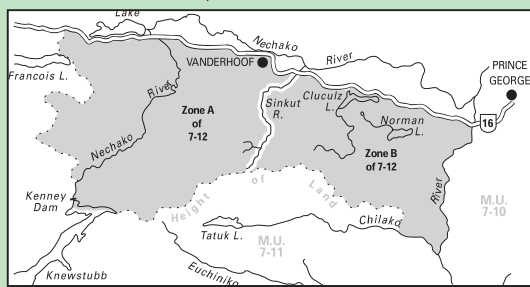 Lake
Nechako
River
VANDERHOOF
PRINCE
GEORGE
Francois L.
River
Sinkut
R.
Cluculz
L.
Zone A
of
7-12
Norman
L.
16
Nechako
Zone B
of 7-12
River
Kenney
Dam
Height of Land
Chilako
M.U.
7-10
Tatuk L.
M.U.
7-11
Knewstubb
Euchiniko